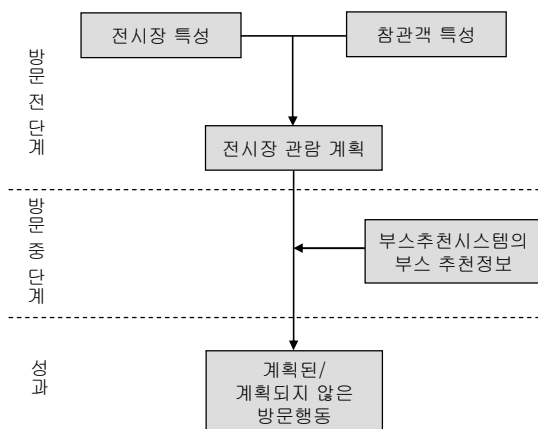 전시장 특성
참관객 특성
방문 전 단계
전시장 관람 계획
방문 중 단계
부스추천시스템의
부스 추천정보
성과
계획된/
계획되지 않은
방문행동